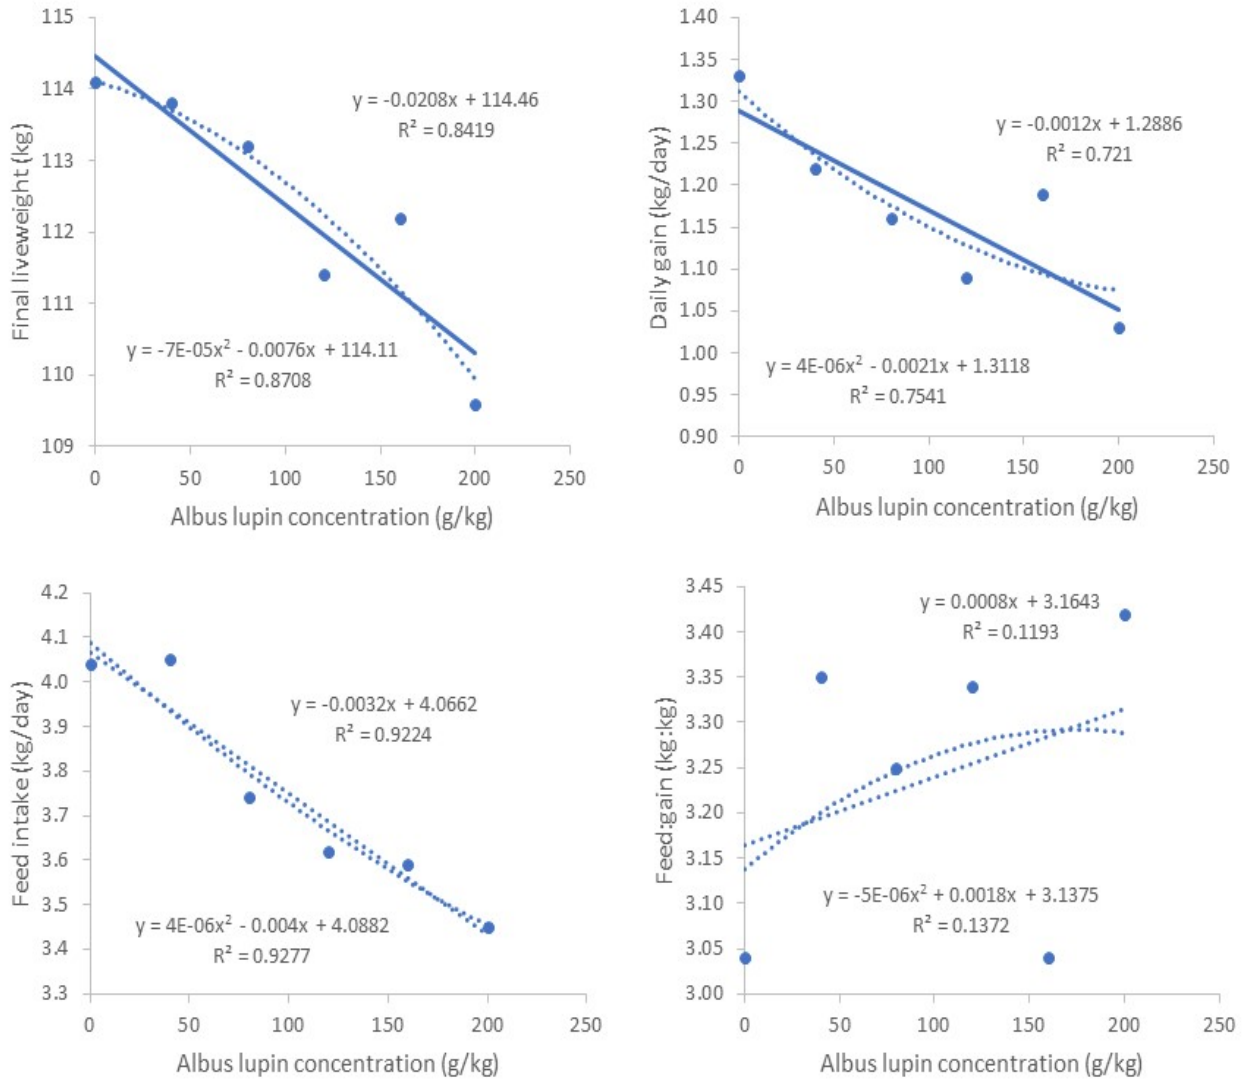 Final liveweight (kg)
115
114
113
112
111
110
109
y = -0.0208x + 114.46
R² = 0.8419
y = -7E-05x² - 0.0076x + 114.11
R² = 0.8708
0 50 100 150 200 250
Albus lupin concentration (g/kg)
Daily gain (kg/day)
1.40
1.35
1.30
1.25
1.20
1.15
1.10
1.05
1.00
0.95
0.90
y = -0.0012x + 1.2886
R² = 0.721
y = 4E-06x² - 0.0021x + 1.3118
R² = 0.7541
0 50 100 150 200 250
Albus lupin concentration (g/kg)
Feed intake (kg/day)
4.2
4.1
4.0
3.9
3.8
3.7
3.6
3.5
3.4
3.3
y = -0.0032x + 4.0662
R² = 0.9224
y = 4E-06x² - 0.004x + 4.0882
R² = 0.9277
0 50 100 150 200 250
Albus lupin concentration (g/kg)
Feed:gain (kg:kg)
3.45
3.40
3.35
3.30
3.25
3.20
3.15
3.10
3.05
3.00
y = 0.0008x + 3.1643
R² = 0.1193
y = -5E-06x² + 0.0018x + 3.1375
R² = 0.1372
0 50 100 150 200 250
Albus lupin concentration (g/kg)